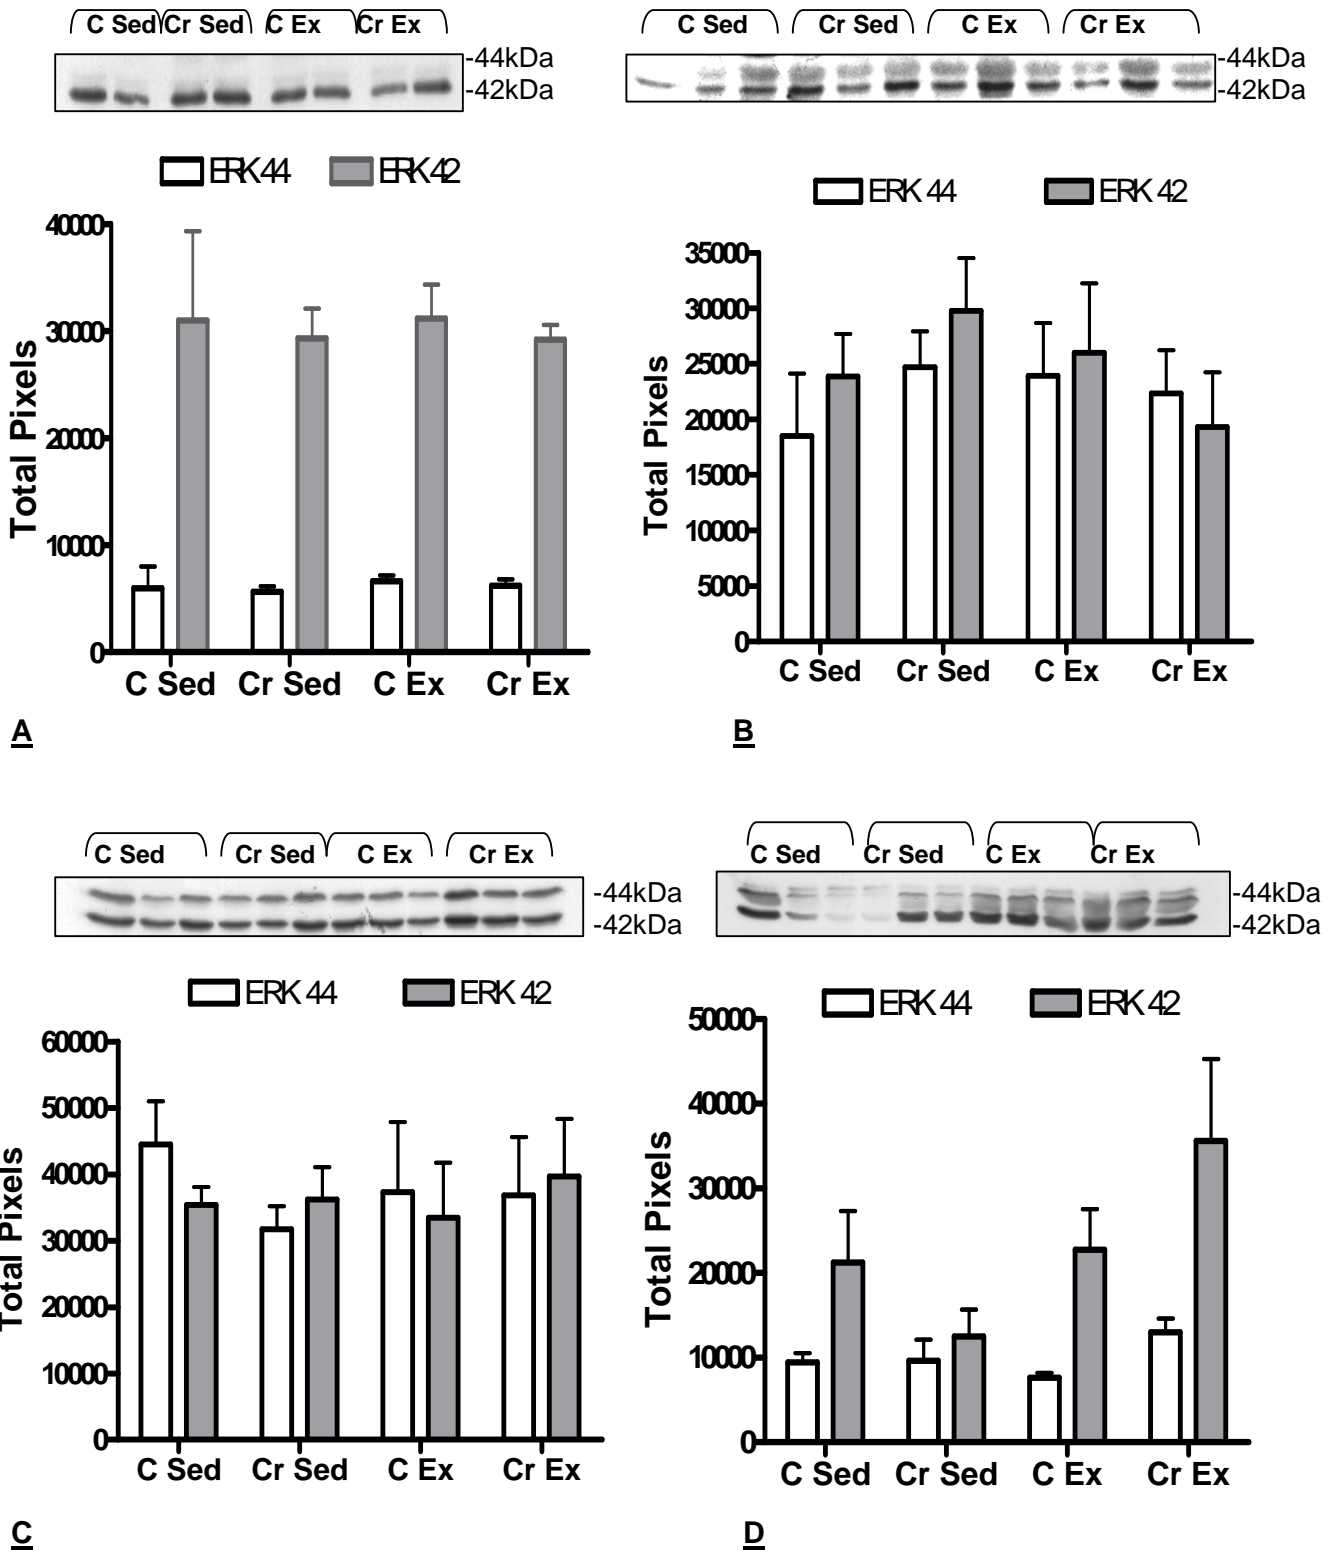 C Sed Cr Sed C Ex Cr Ex
-44kDa
-42kDa
ERK 44 ERK 42
40000
30000
20000
10000
0
Total Pixels
C Sed Cr Sed C Ex Cr Ex
A
C Sed Cr Sed C Ex Cr Ex
-44kDa
-42kDa
ERK 44 ERK 42
35000
30000
25000
20000
15000
10000
5000
0
Total Pixels
C Sed Cr Sed C Ex Cr Ex
B
C Sed Cr Sed C Ex Cr Ex
-44kDa
-42kDa
ERK 44 ERK 42
60000
50000
40000
30000
20000
10000
0
Total Pixels
C Sed Cr Sed C Ex Cr Ex
C
C Sed Cr Sed C Ex Cr Ex
-44kDa
-42kDa
ERK 44 ERK 42
50000
40000
30000
20000
10000
0
Total Pixels
C Sed Cr Sed C Ex Cr Ex
D